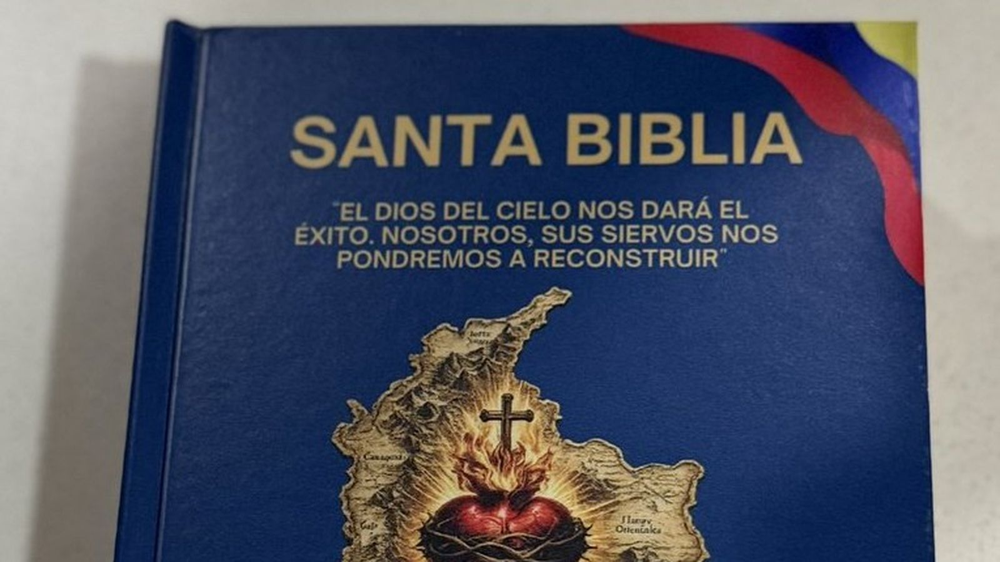 SANTA BIBLIA
"EL DIOS DEL CIELO NOS DARÁ EL
ÉXITO. NOSOTROS, SUS SIERVOS NOS
PONDREMOS A RECONSTRUIR"